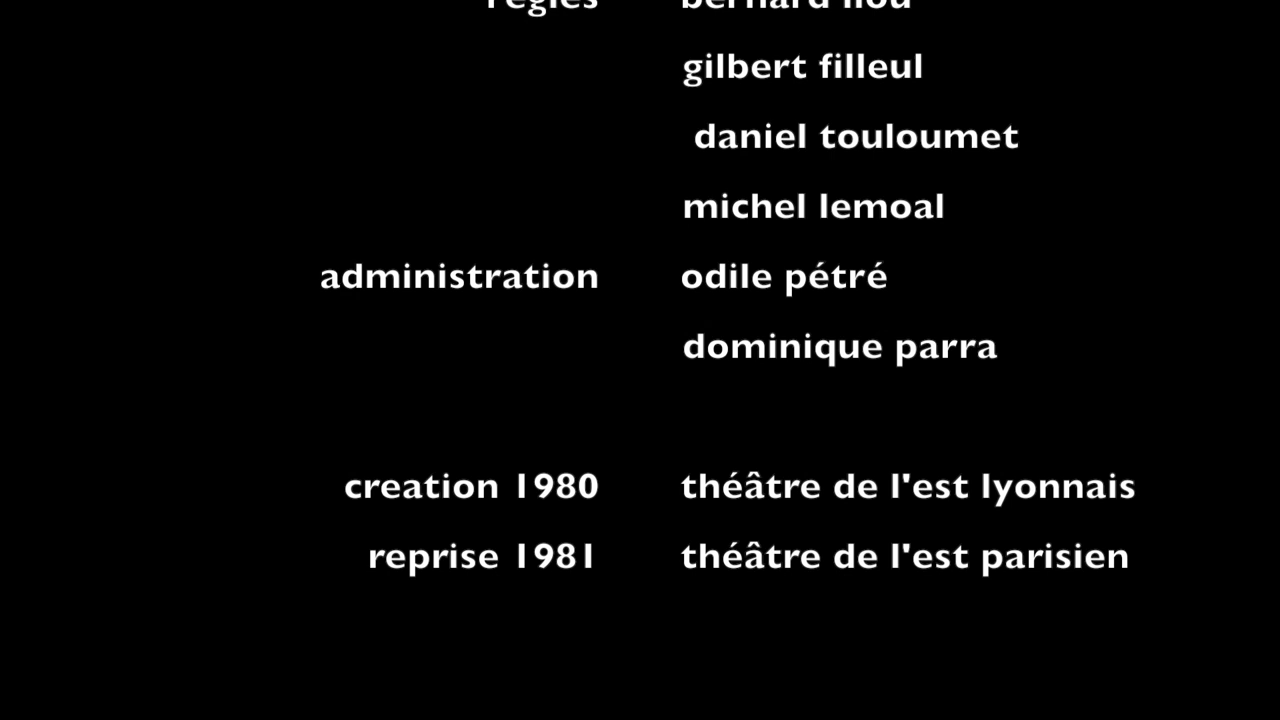 gilbert filleul
daniel touloumet
michel lemoal
administration odile pétré
dominique parra
creation 1980 théâtre de l'est lyonnais
reprise 1981 théâtre de l'est parisien